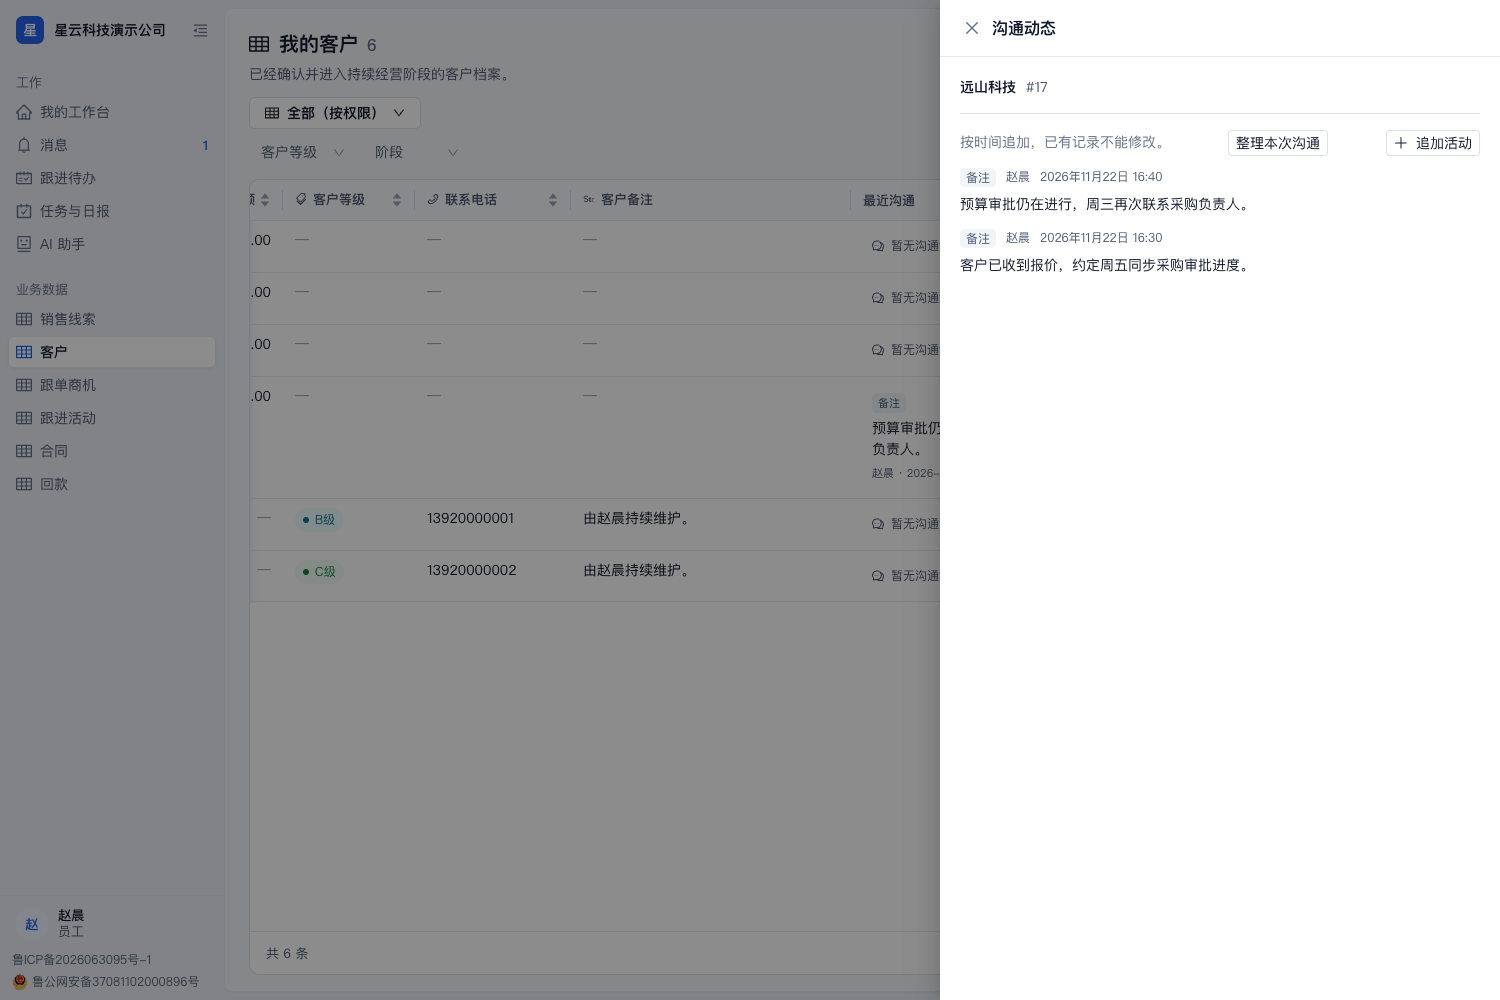 星 星云科技演示公司
工作
我的工作台
消息 1
跟进待办
任务与日报
AI 助手
业务数据
销售线索
客户
跟单商机
跟进活动
合同
回款
赵 赵晨
员工
鲁ICP备2026063095号-1
鲁公网安备37081102000896号
我的客户 6
已经确认并进入持续经营阶段的客户档案。
全部（按权限）
客户等级 阶段
客户等级 联系电话 客户备注 最近沟通
.00 — — — 暂无沟通
.00 — — — 暂无沟通
.00 — — — 暂无沟通
.00 — — —
备注
预算审批仍
负责人。
赵晨 · 2026-
— B级 13920000001 由赵晨持续维护。 暂无沟通
— C级 13920000002 由赵晨持续维护。 暂无沟通
共 6 条
沟通动态
远山科技 #17
按时间追加，已有记录不能修改。 整理本次沟通 追加活动
备注 赵晨 2026年11月22日 16:40
预算审批仍在进行，周三再次联系采购负责人。
备注 赵晨 2026年11月22日 16:30
客户已收到报价，约定周五同步采购审批进度。